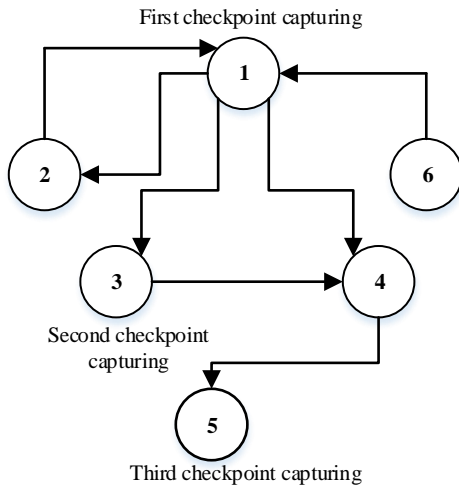 First checkpoint capturing
1
2
6
3
4
Second checkpoint
capturing
5
Third checkpoint capturing